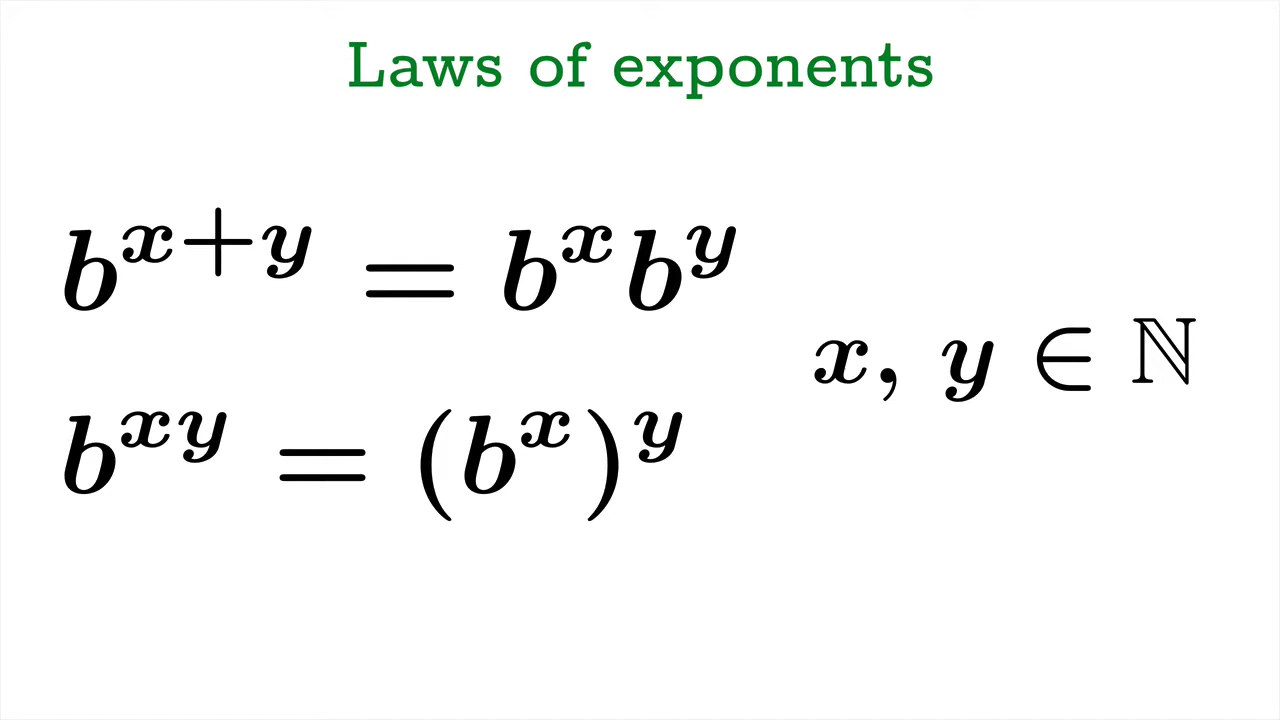 Laws of exponents
b^{x+y} = b^x b^y
x, y ∈ ℕ
b^{xy} = (b^x)^y